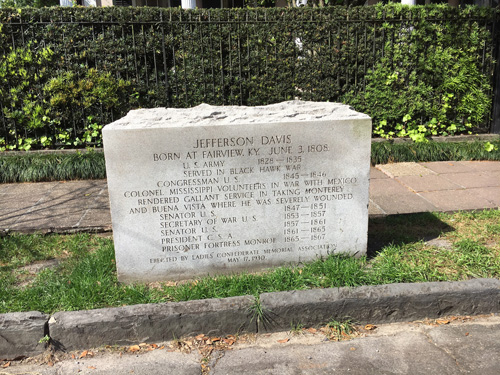 JEFFERSON DAVIS
BORN AT FAIRVIEW, KY. JUNE 3, 1808.
U. S. ARMY 1828 — 1835
SERVED IN BLACK HAWK WAR
CONGRESSMAN U. S. 1845 — 1846
COLONEL MISSISSIPPI VOLUNTEERS IN WAR WITH MEXICO
RENDERED GALLANT SERVICE IN TAKING MONTEREY
AND BUENA VISTA WHERE HE WAS SEVERELY WOUNDED
SENATOR U. S. 1847 — 1851
SECRETARY OF WAR U. S. 1853 — 1857
SENATOR U. S. 1857 — 1861
PRESIDENT C. S. A. 1861 — 1865
PRISONER FORTRESS MONROE 1865 — 1867
ERECTED BY LADIES CONFEDERATE MEMORIAL ASSOCIATION
MAY 17, 1930